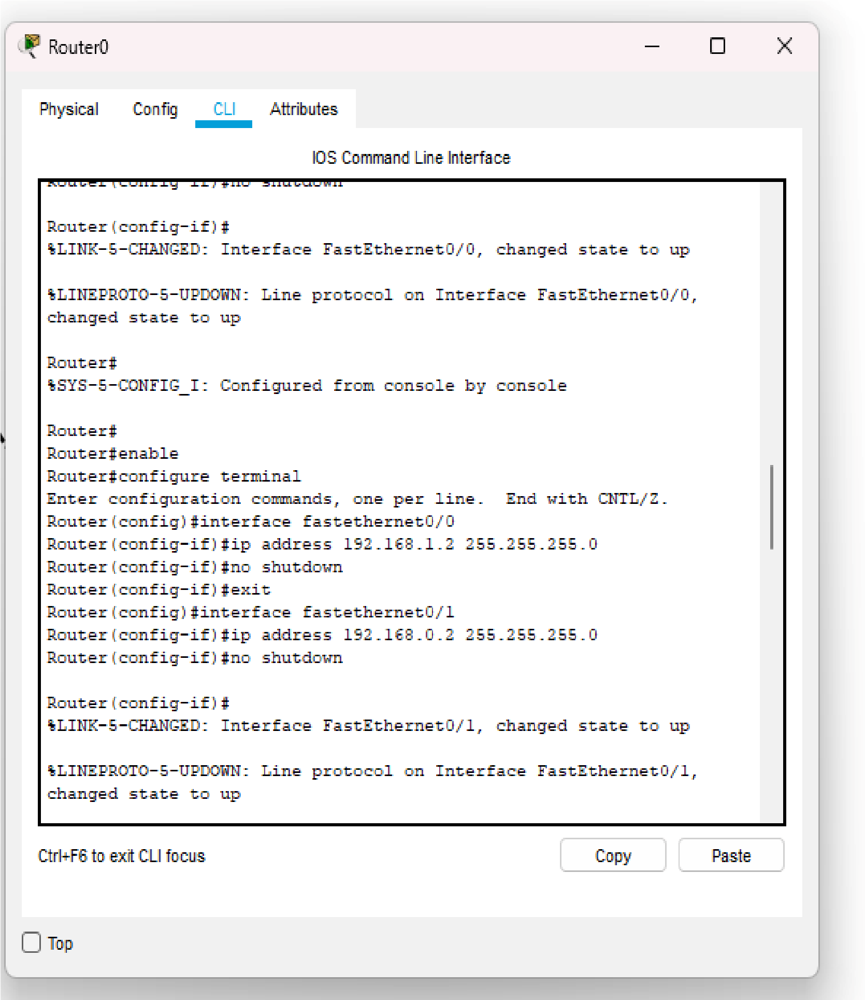 Router0
Physical Config CLI Attributes
IOS Command Line Interface
Router(config-if)#no shutdown
Router(config-if)#
%LINK-5-CHANGED: Interface FastEthernet0/0, changed state to up
%LINEPROTO-5-UPDOWN: Line protocol on Interface FastEthernet0/0,
changed state to up
Router#
%SYS-5-CONFIG_I: Configured from console by console
Router#
Router#enable
Router#configure terminal
Enter configuration commands, one per line.  End with CNTL/Z.
Router(config)#interface fastethernet0/0
Router(config-if)#ip address 192.168.1.2 255.255.255.0
Router(config-if)#no shutdown
Router(config-if)#exit
Router(config)#interface fastethernet0/1
Router(config-if)#ip address 192.168.0.2 255.255.255.0
Router(config-if)#no shutdown
Router(config-if)#
%LINK-5-CHANGED: Interface FastEthernet0/1, changed state to up
%LINEPROTO-5-UPDOWN: Line protocol on Interface FastEthernet0/1,
changed state to up
Ctrl+F6 to exit CLI focus
Copy Paste
Top